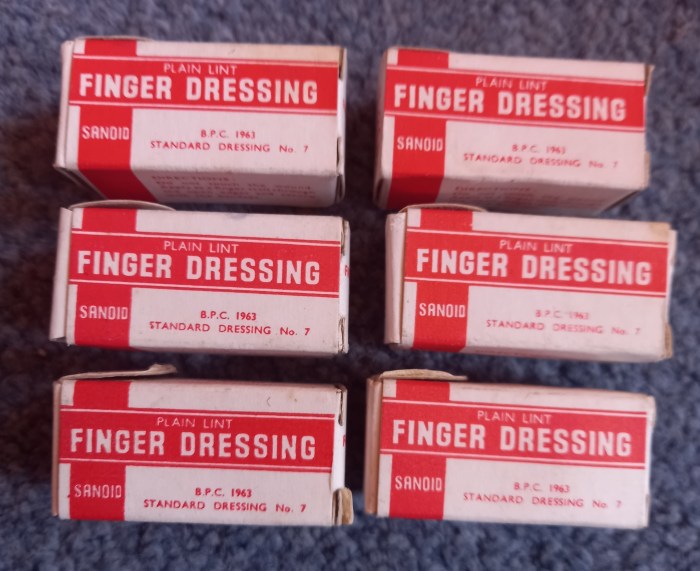 PLAIN LINT
FINGER DRESSING
SANOID
B.P.C. 1963
STANDARD DRESSING No. 7
DIRECTIONS
PLAIN LINT
FINGER DRESSING
SANOID
B.P.C. 1963
STANDARD DRESSING No. 7
DIRECTIONS
PLAIN LINT
FINGER DRESSING
SANOID
B.P.C. 1963
STANDARD DRESSING No. 7
PLAIN LINT
FINGER DRESSING
SANOID
B.P.C. 1963
STANDARD DRESSING No. 7
PLAIN LINT
FINGER DRESSING
SANOID
B.P.C. 1963
STANDARD DRESSING No. 7
PLAIN LINT
FINGER DRESSING
SANOID
B.P.C. 1963
STANDARD DRESSING No. 7